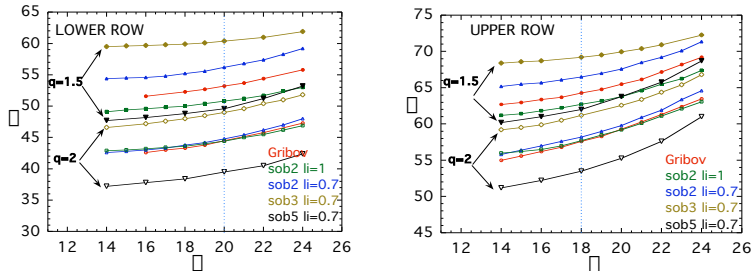 LOWER ROW
65
60
55
50
45
40
35
30
q=1.5
q=2
Gribov
sob2 li=1
sob2 li=0.7
sob3 li=0.7
sob5 li=0.7
12 14 16 18 20 22 24 26
UPPER ROW
75
70
65
60
55
50
45
q=1.5
q=2
Gribov
sob2 li=1
sob2 li=0.7
sob3 li=0.7
sob5 li=0.7
12 14 16 18 20 22 24 26